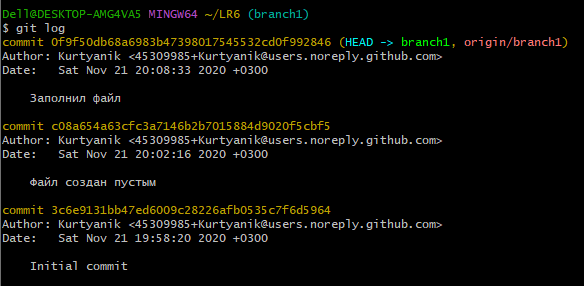 Dell@DESKTOP-AMG4VA5 MINGW64 ~/LR6 (branch1)
$ git log
commit 0f9f50db68a6983b47398017545532cd0f992846 (HEAD -> branch1, origin/branch1)
Author: Kurtyanik <45309985+Kurtyanik@users.noreply.github.com>
Date:   Sat Nov 21 20:08:33 2020 +0300
    Заполнил файл
commit c08a654a63cfc3a7146b2b7015884d9020f5cbf5
Author: Kurtyanik <45309985+Kurtyanik@users.noreply.github.com>
Date:   Sat Nov 21 20:02:16 2020 +0300
    Файл создан пустым
commit 3c6e9131bb47ed6009c28226afb0535c7f6d5964
Author: Kurtyanik <45309985+Kurtyanik@users.noreply.github.com>
Date:   Sat Nov 21 19:58:20 2020 +0300
    Initial commit